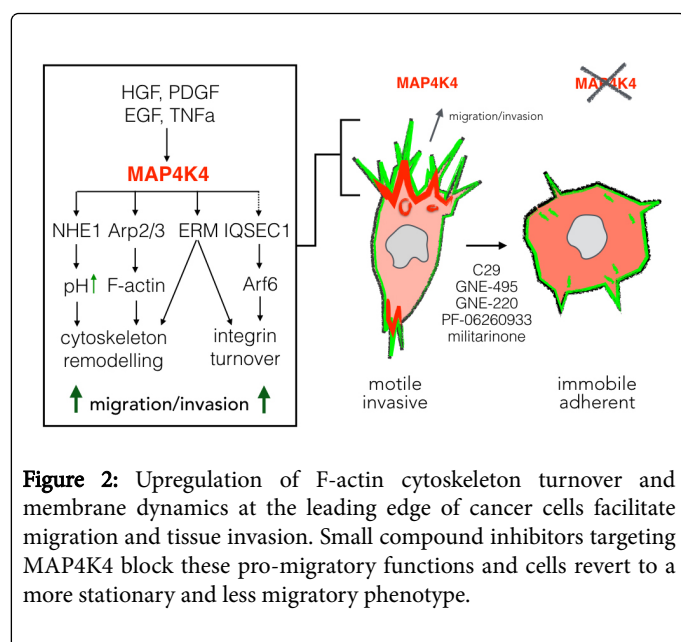 HGF, PDGF
EGF, TNFa
MAP4K4
NHE1 Arp2/3 ERM IQSEC1
pH F-actin Arf6
cytoskeleton remodelling
integrin turnover
migration/invasion
MAP4K4
migration/invasion
C29
GNE-495
GNE-220
PF-06260933
militarinone
motile
invasive
MAP4K4
immobile
adherent
Figure 2: Upregulation of F-actin cytoskeleton turnover and
membrane dynamics at the leading edge of cancer cells facilitate
migration and tissue invasion. Small compound inhibitors targeting
MAP4K4 block these pro-migratory functions and cells revert to a
more stationary and less migratory phenotype.